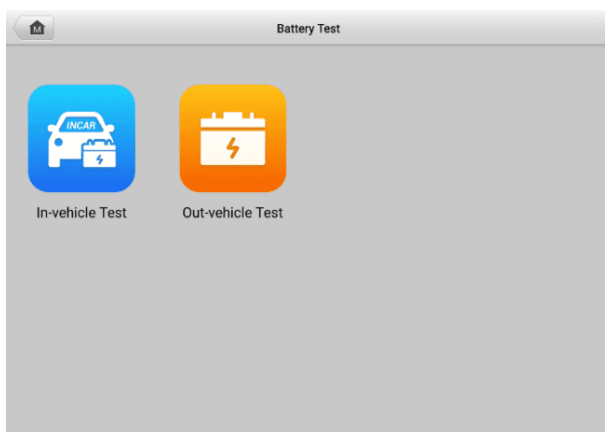 M
Battery Test
INCAR
In-vehicle Test
Out-vehicle Test